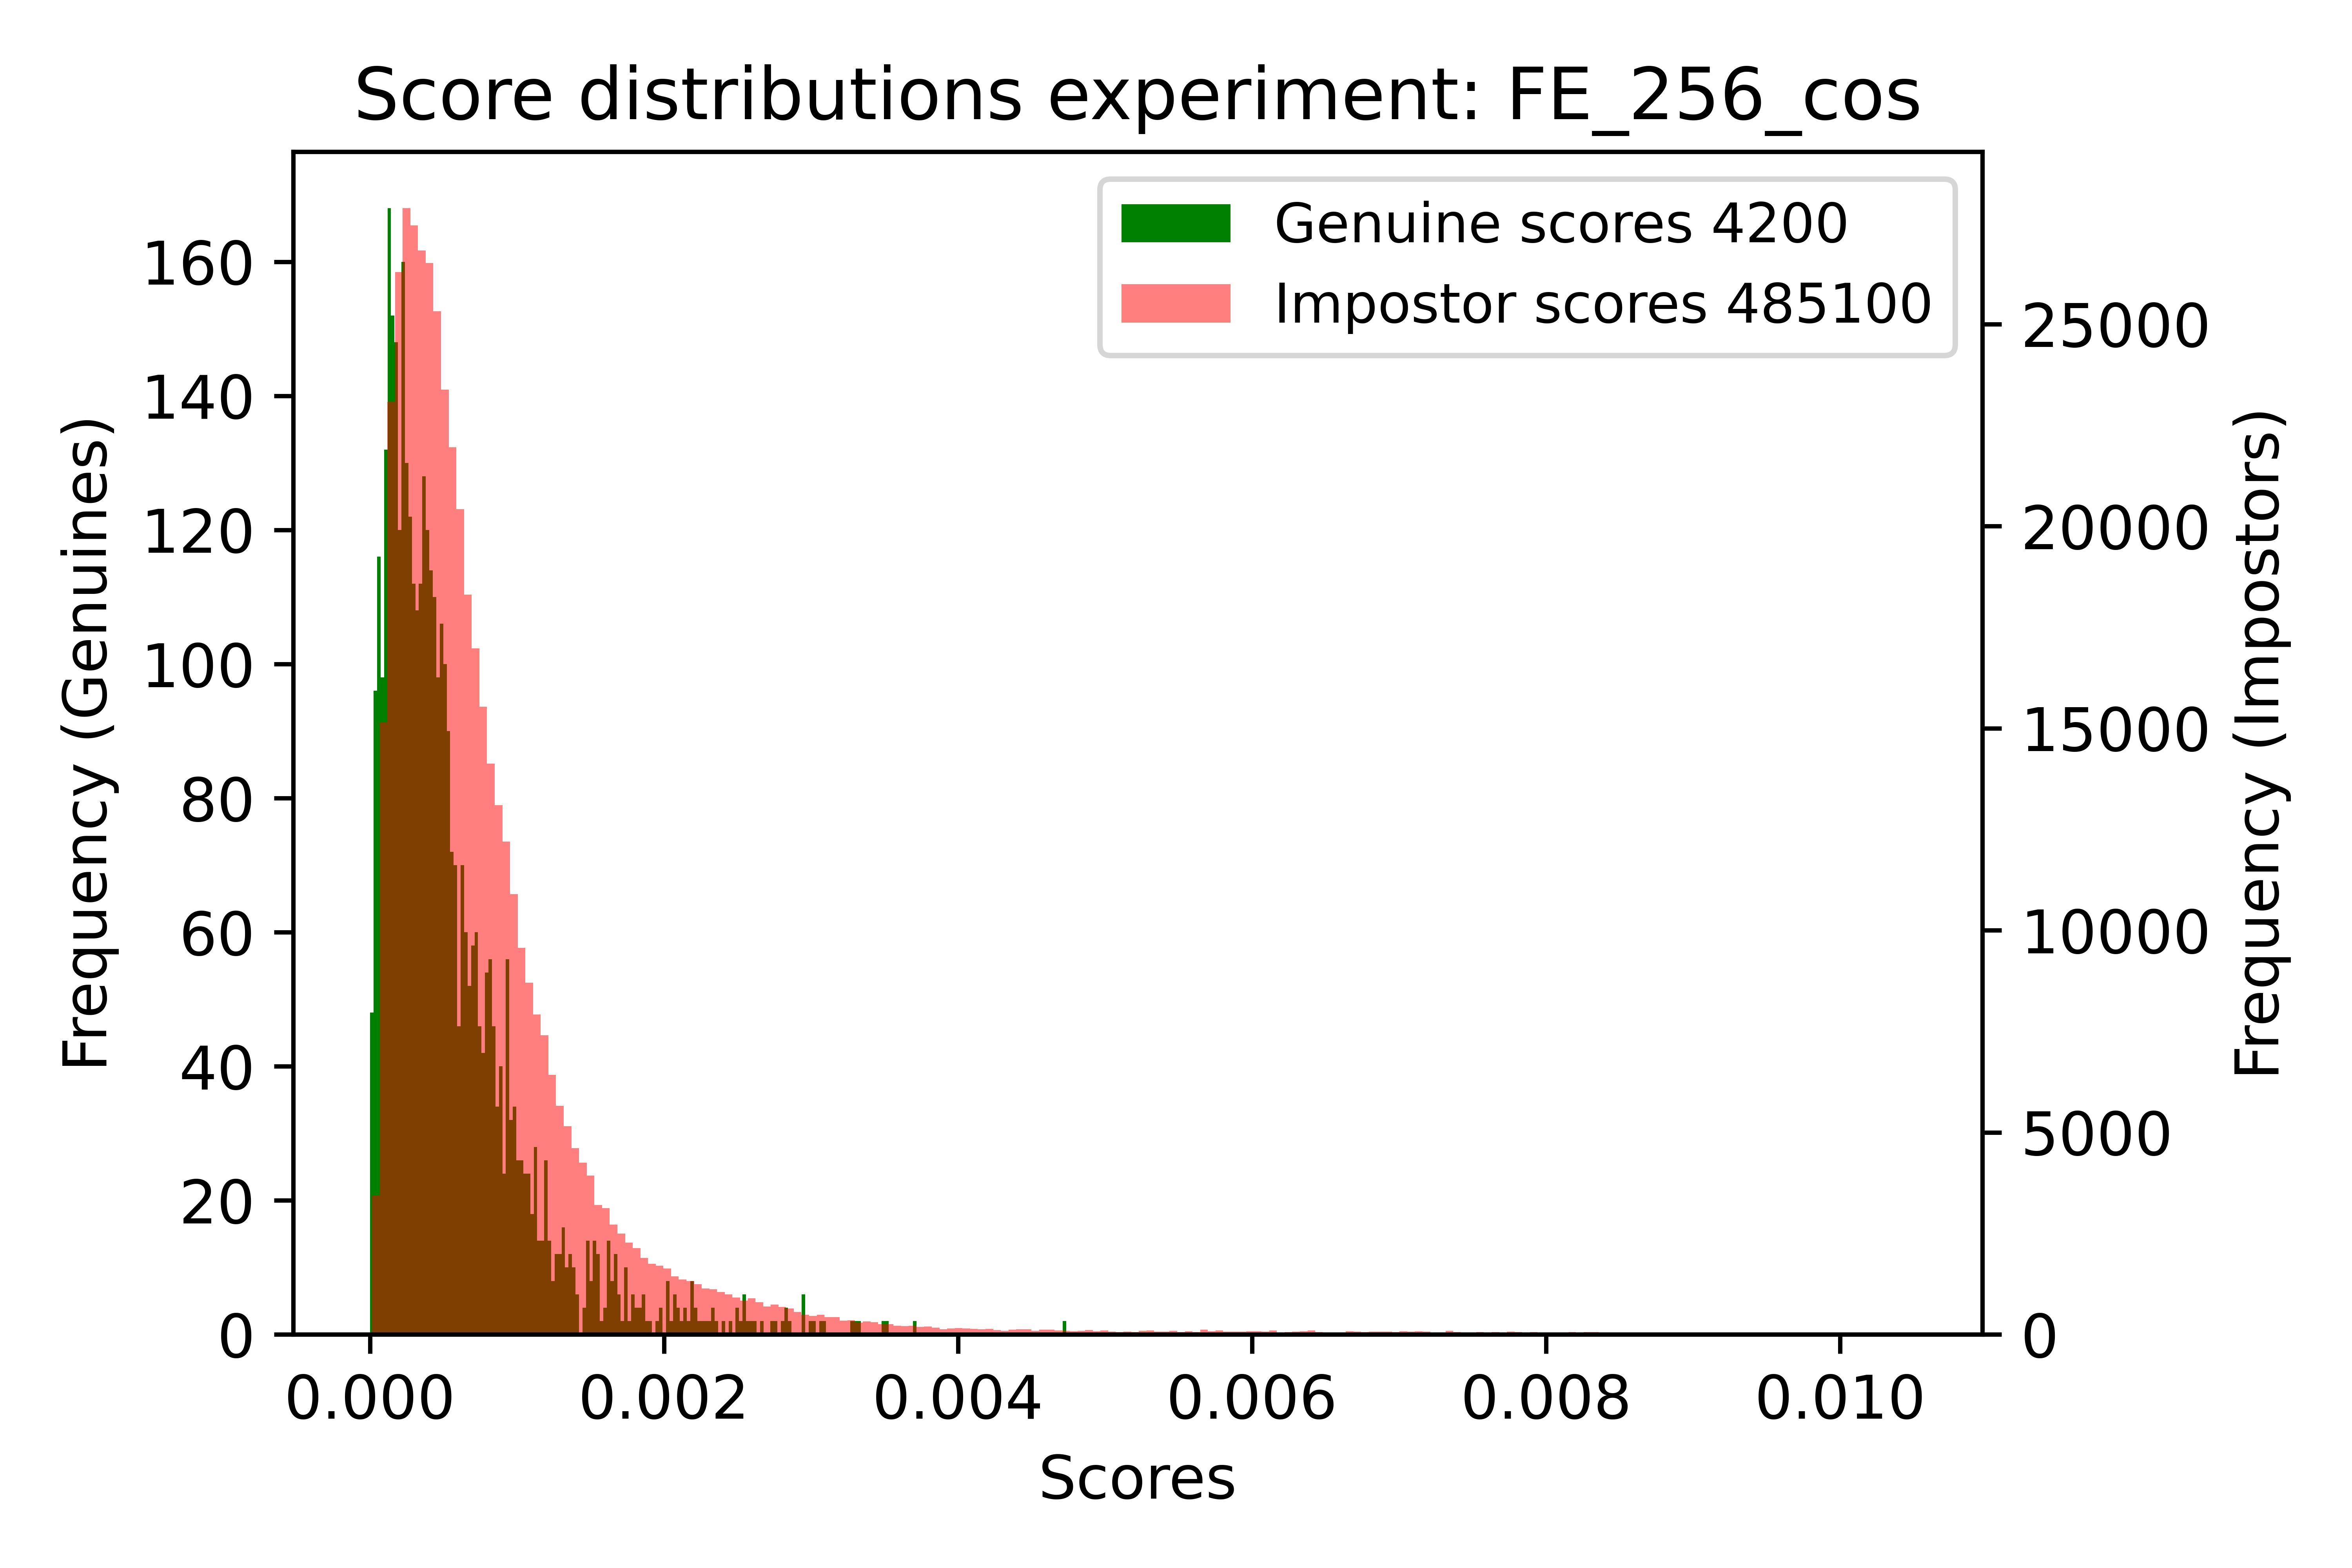 Score distributions experiment: FE_256_cos
Genuine scores 4200
Impostor scores 485100
Frequency (Genuines)
160
140
120
100
80
60
40
20
0
25000
20000
15000
10000
5000
0
Frequency (Impostors)
0.000 0.002 0.004 0.006 0.008 0.010
Scores